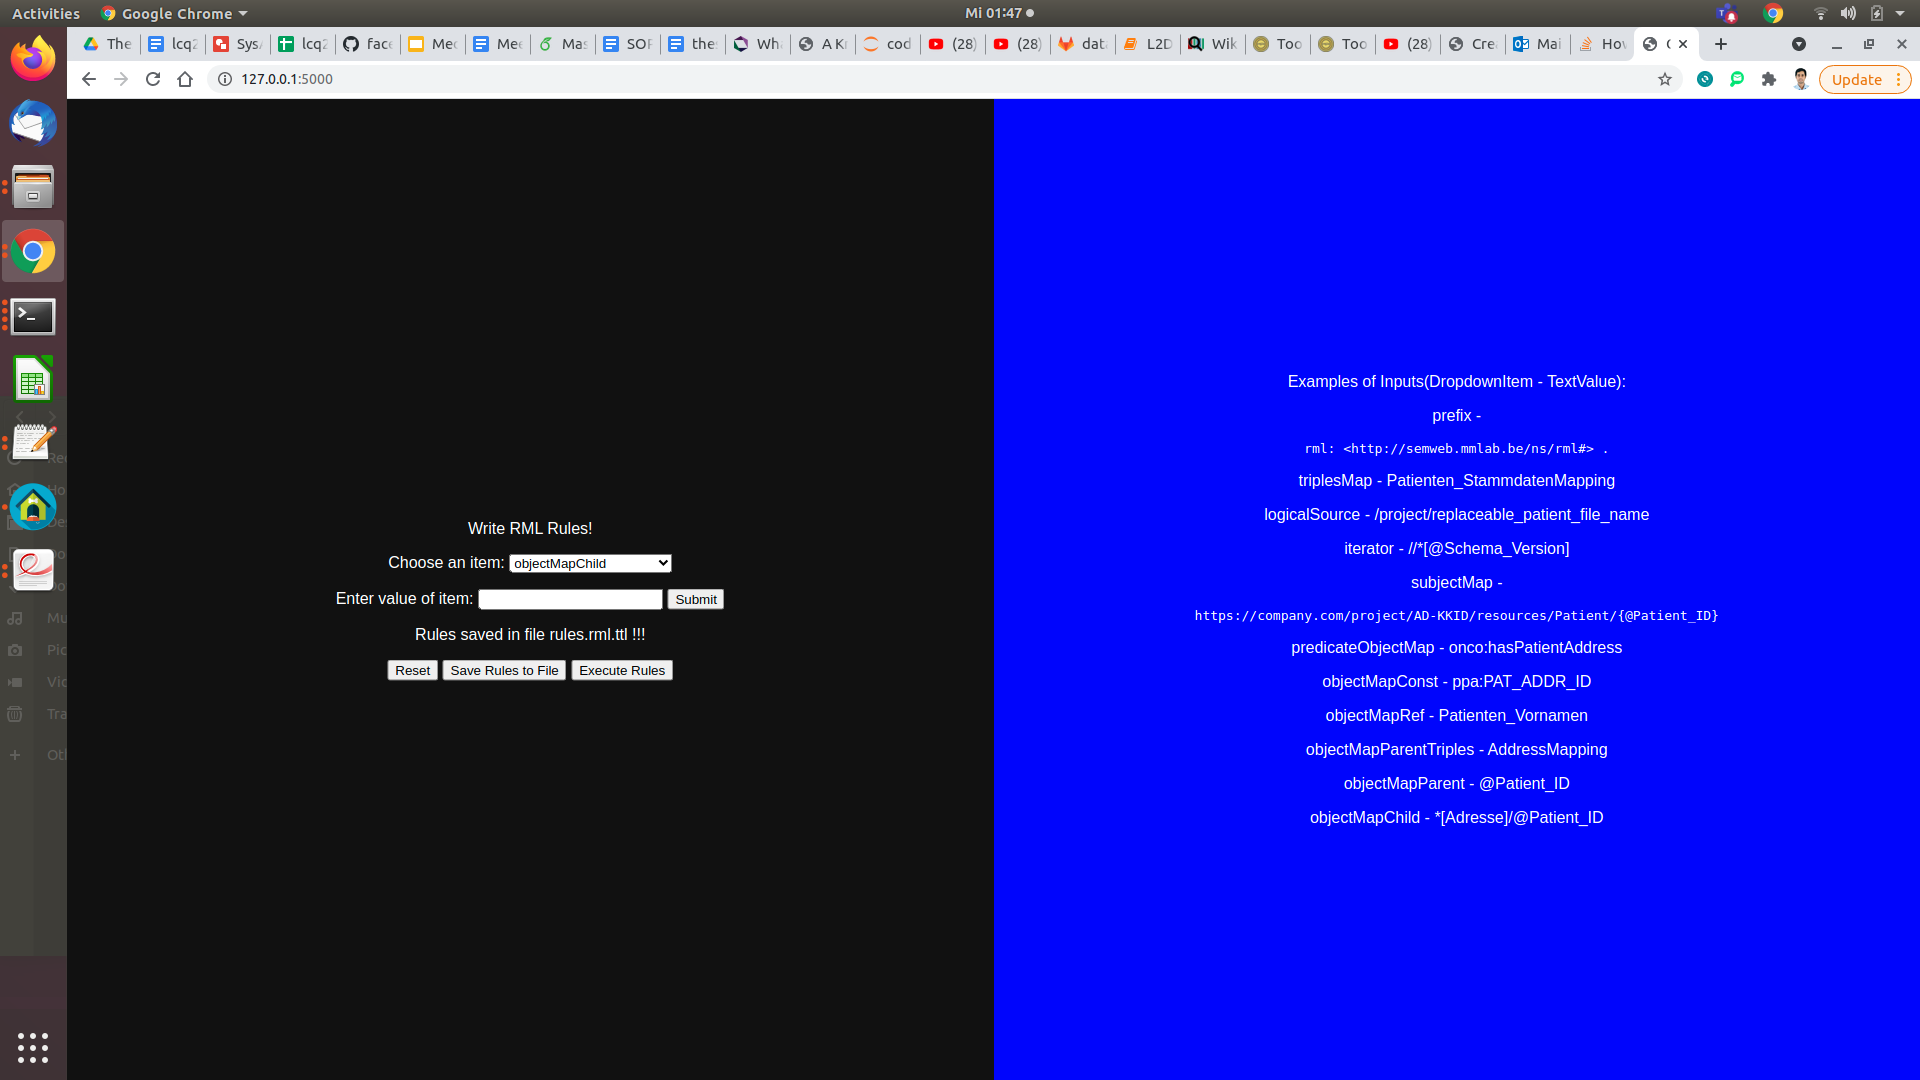 Activities
Google Chrome
Mi 01:47
The
lcq2
Sys
lcq2
face
Mee
Mas
SOF
the
Wh
A K
cod
(28)
(28)
dat
L2D
Wik
Too
Too
(28)
Cre
Mai
Hov
127.0.0.1:5000
Update
Write RML Rules!
Choose an item: objectMapChild
Enter value of item: Submit
Rules saved in file rules.rml.ttl !!!
Reset Save Rules to File Execute Rules
Examples of Inputs(DropdownItem - TextValue):
prefix -
rml: <http://semweb.mmlab.be/ns/rml#> .
triplesMap - Patienten_StammdatenMapping
logicalSource - /project/replaceable_patient_file_name
iterator - //*[@Schema_Version]
subjectMap -
https://company.com/project/AD-KKID/resources/Patient/{@Patient_ID}
predicateObjectMap - onco:hasPatientAddress
objectMapConst - ppa:PAT_ADDR_ID
objectMapRef - Patienten_Vornamen
objectMapParentTriples - AddressMapping
objectMapParent - @Patient_ID
objectMapChild - *[Adresse]/@Patient_ID